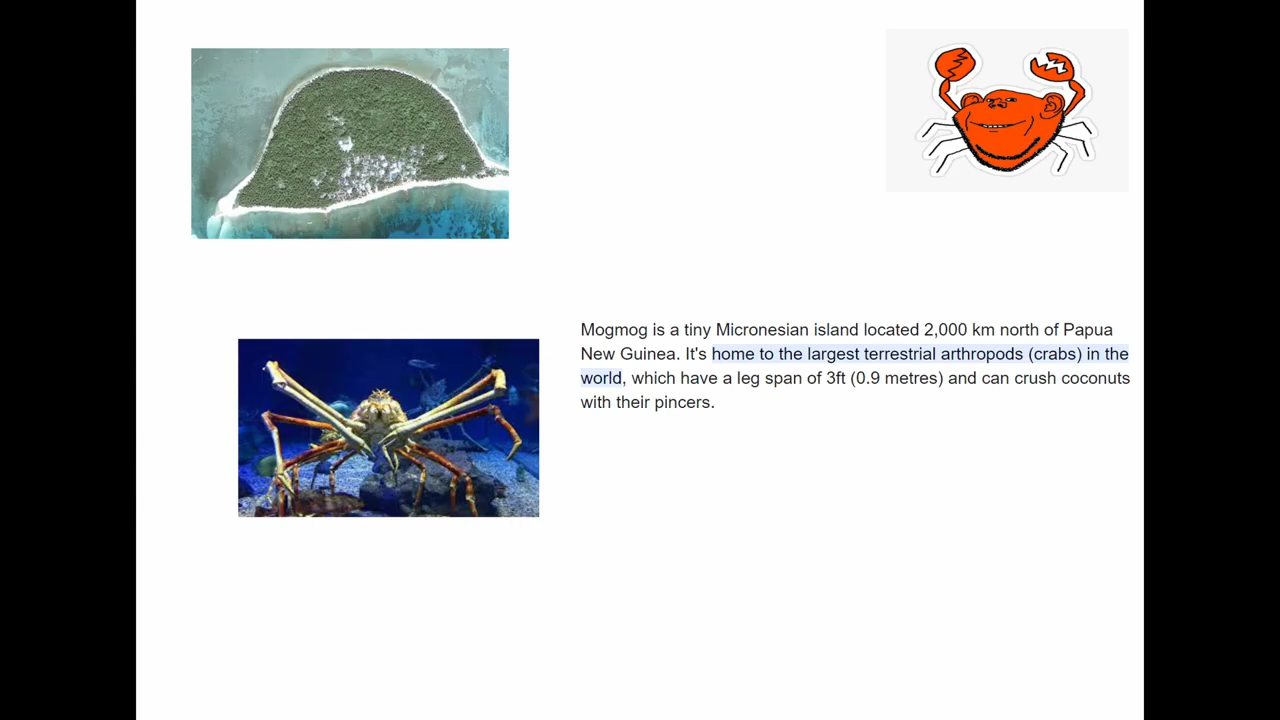 Mogmog is a tiny Micronesian island located 2,000 km north of Papua
New Guinea. It's home to the largest terrestrial arthropods (crabs) in the
world, which have a leg span of 3ft (0.9 metres) and can crush coconuts
with their pincers.